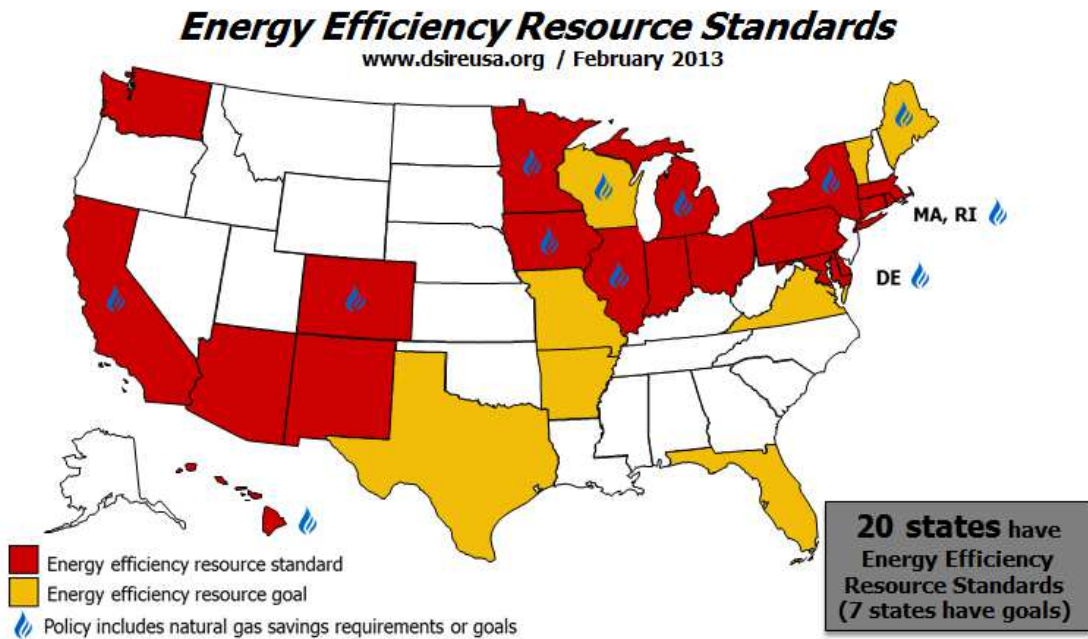 Energy Efficiency Resource Standards
www.dsireusa.org / February 2013
MA, RI
DE
Energy efficiency resource standard
Energy efficiency resource goal
Policy includes natural gas savings requirements or goals
20 states have
Energy Efficiency
Resource Standards
(7 states have goals)